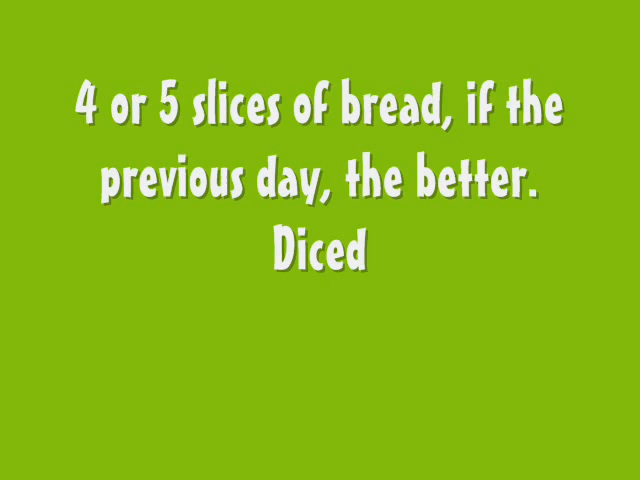 4 or 5 slices of bread, if the
previous day, the better.
Diced